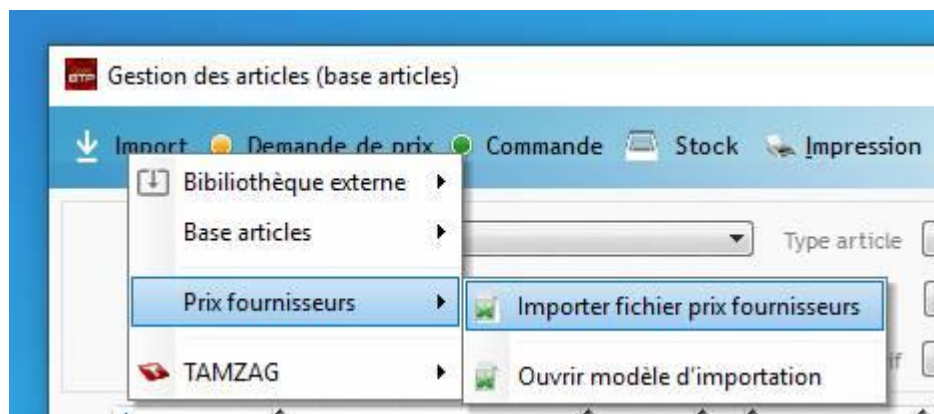 BTP Gestion des articles (base articles)
Import Demande de prix Commande Stock Impression
Bibiliothèque externe
Base articles
Type article
Prix fournisseurs
Importer fichier prix fournisseurs
TAMZAG
Ouvrir modèle d'importation